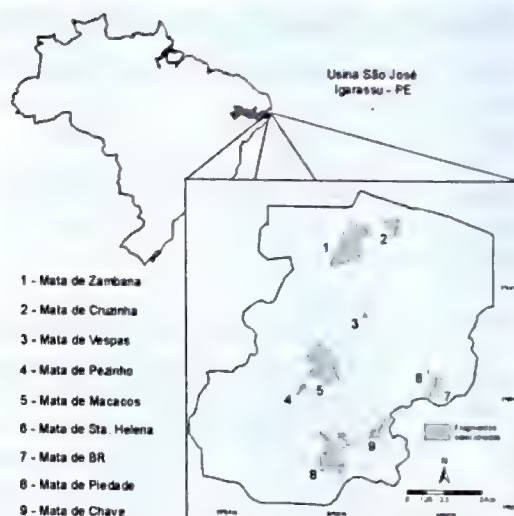 Usina São José
Igarassu - PE
1 - Mata de Zambana
2 - Mata de Cruzinha
3 - Mata de Vespas
4 - Mata de Pezinho
5 - Mata de Macacos
6 - Mata de Sta. Helena
7 - Mata de BR
8 - Mata de Piedade
9 - Mata de Chave
1
2
3
4
5
6
7
8
9
Fragmentos
N
0